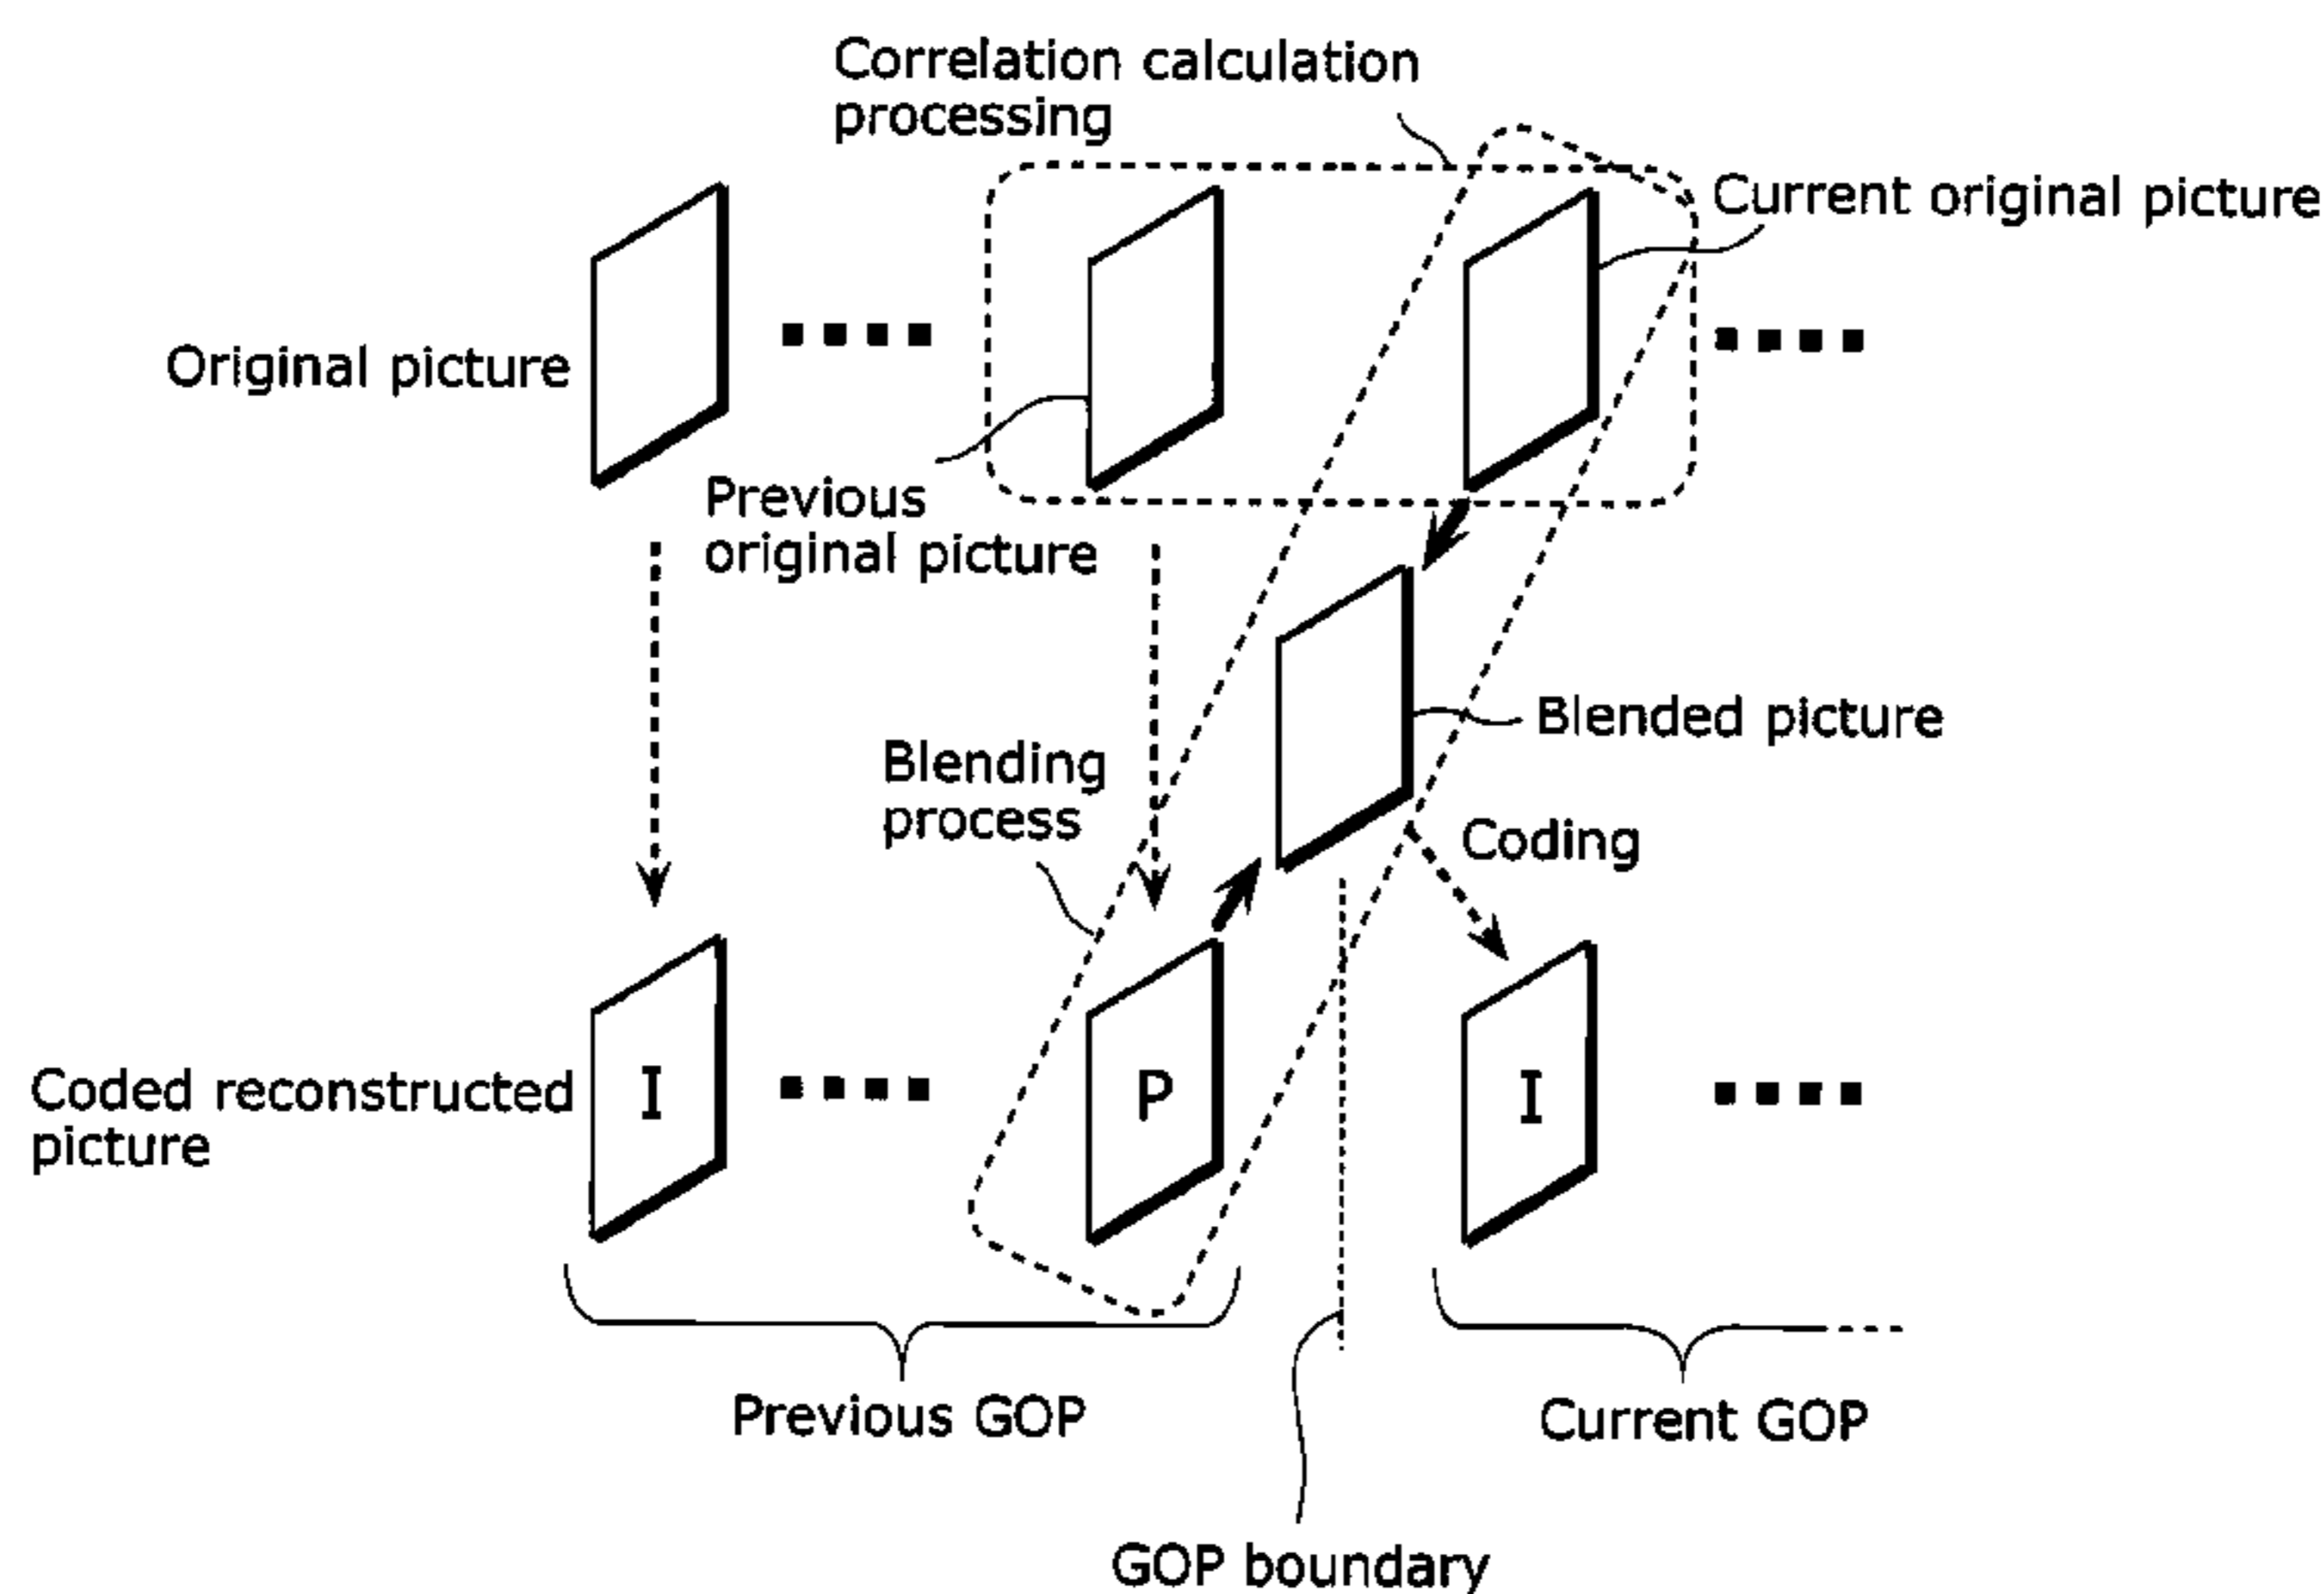 Correlation calculation
processing
Current original picture
Original picture
Previous
original picture
Blended picture
Blending
process
Coding
Coded reconstructed
picture
I
P
I
Previous GOP
Current GOP
GOP boundary